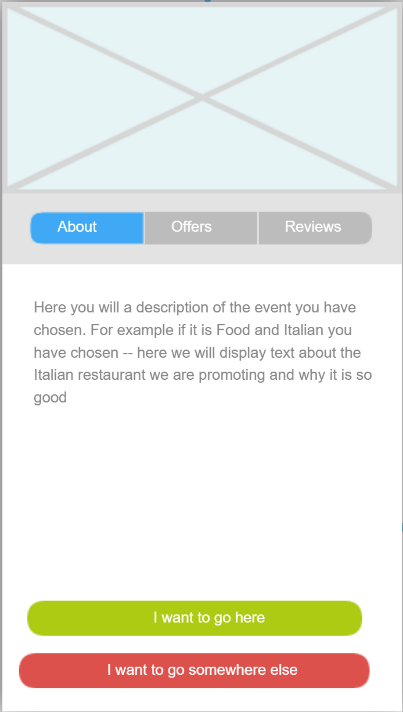 About Offers Reviews
Here you will a description of the event you have
chosen. For example if it is Food and Italian you
have chosen -- here we will display text about the
Italian restaurant we are promoting and why it is so
good
I want to go here
I want to go somewhere else